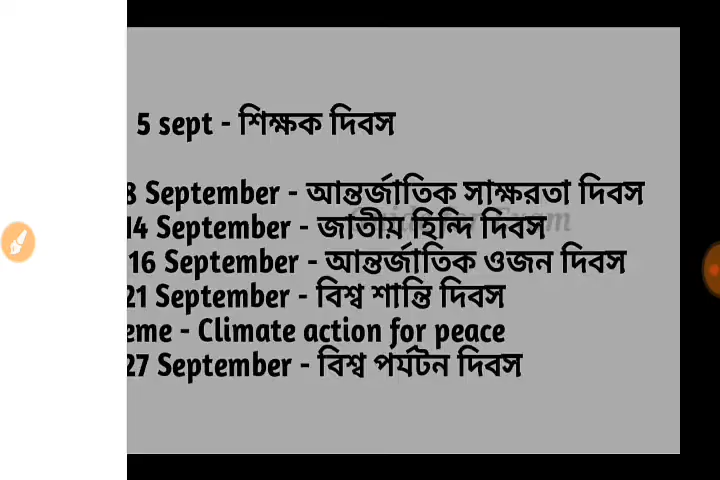 5 sept - শিক্ষক দিবস
8 September - আন্তর্জাতিক সাক্ষরতা দিবস
14 September - জাতীয় হিন্দি দিবস
16 September - আন্তর্জাতিক ওজন দিবস
21 September - বিশ্ব শান্তি দিবস
eme - Climate action for peace
27 September - বিশ্ব পর্যটন দিবস